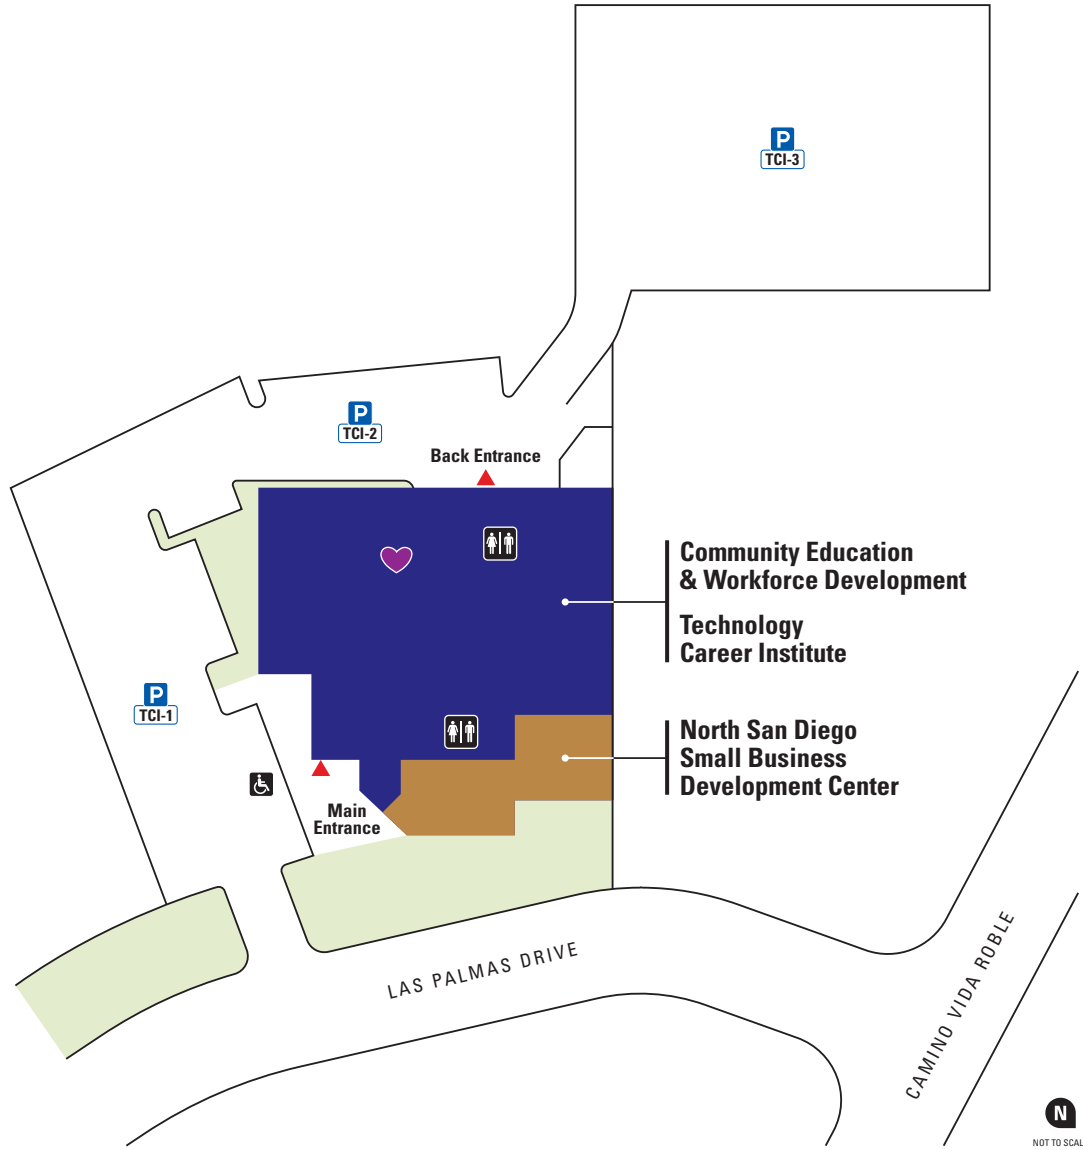 P
TCI-3
P
TCI-2
Back Entrance
Community Education
& Workforce Development
Technology
Career Institute
P
TCI-1
North San Diego
Small Business
Development Center
Main
Entrance
LAS PALMAS DRIVE
CAMINO VIDA ROBLE
N
NOT TO SCAL